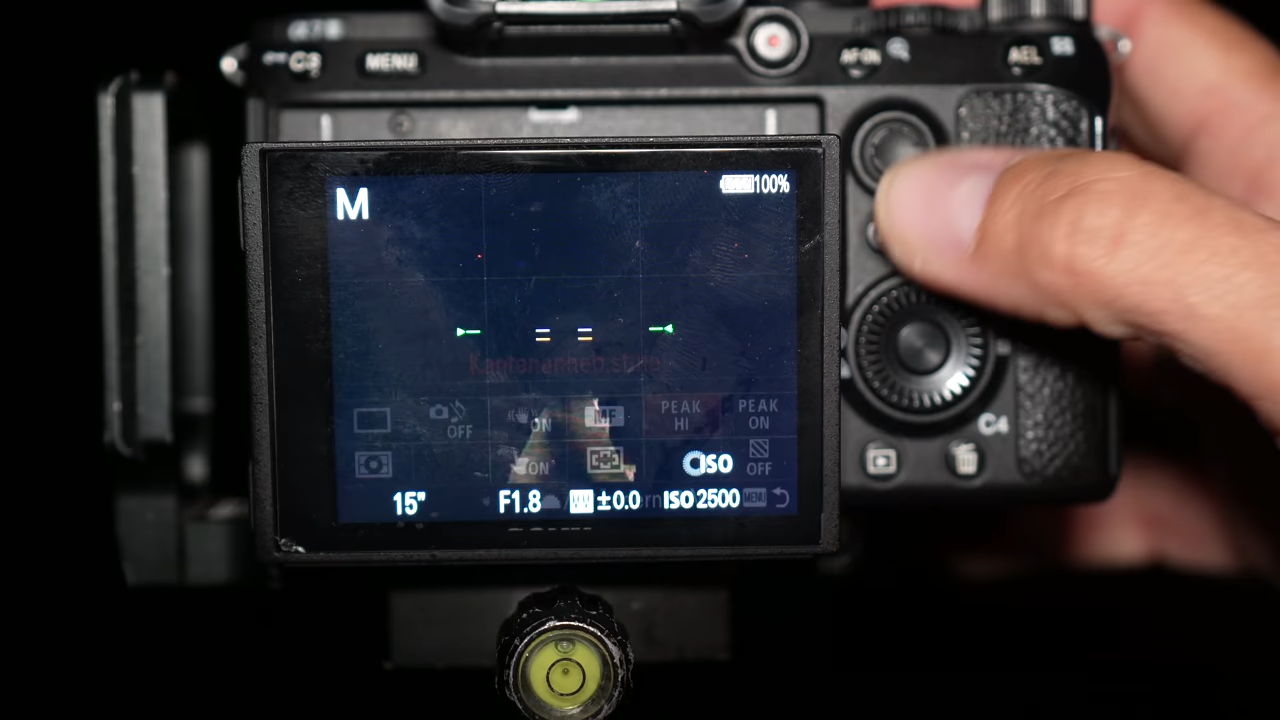 C3
MENU
AF-ON
AEL
M
100%
OFF
ON
MF
PEAK
HI
PEAK
ON
ON
ISO
OFF
15" F1.8 ±0.0 ISO 2500 MENU
C4